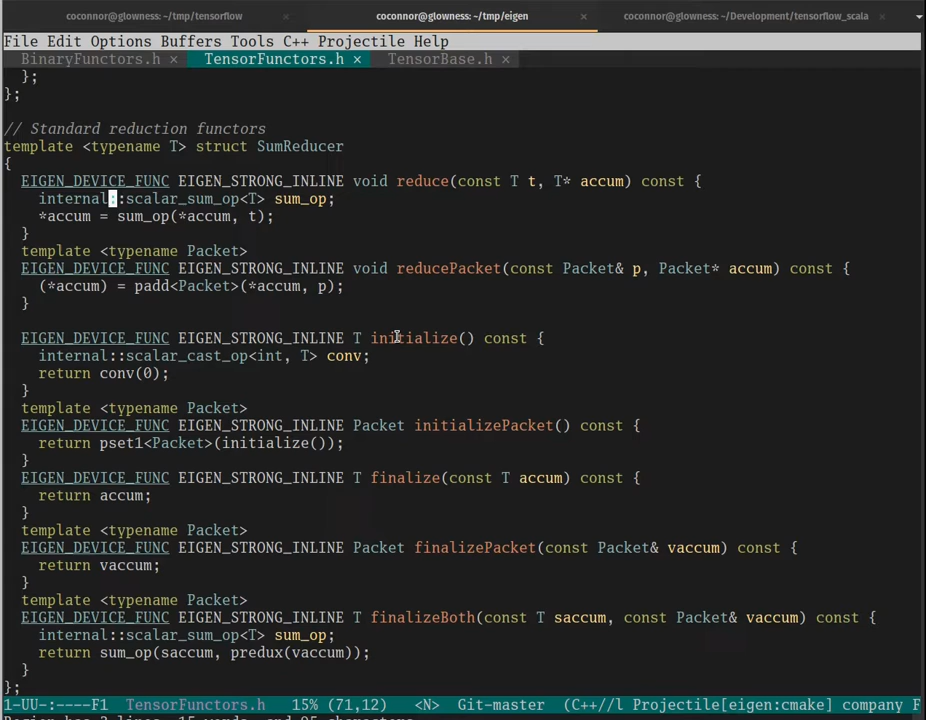 coconnor@glowness: ~/tmp/tensorflow × coconnor@glowness: ~/tmp/eigen × coconnor@glowness: ~/Development/tensorflow_scala ×
File Edit Options Buffers Tools C++ Projectile Help
BinaryFunctors.h × TensorFunctors.h × TensorBase.h ×
  };
};

// Standard reduction functors
template <typename T> struct SumReducer
{
  EIGEN_DEVICE_FUNC EIGEN_STRONG_INLINE void reduce(const T t, T* accum) const {
    internal::scalar_sum_op<T> sum_op;
    *accum = sum_op(*accum, t);
  }
  template <typename Packet>
  EIGEN_DEVICE_FUNC EIGEN_STRONG_INLINE void reducePacket(const Packet& p, Packet* accum) const {
    (*accum) = padd<Packet>(*accum, p);
  }

  EIGEN_DEVICE_FUNC EIGEN_STRONG_INLINE T initialize() const {
    internal::scalar_cast_op<int, T> conv;
    return conv(0);
  }
  template <typename Packet>
  EIGEN_DEVICE_FUNC EIGEN_STRONG_INLINE Packet initializePacket() const {
    return pset1<Packet>(initialize());
  }
  EIGEN_DEVICE_FUNC EIGEN_STRONG_INLINE T finalize(const T accum) const {
    return accum;
  }
  template <typename Packet>
  EIGEN_DEVICE_FUNC EIGEN_STRONG_INLINE Packet finalizePacket(const Packet& vaccum) const {
    return vaccum;
  }
  template <typename Packet>
  EIGEN_DEVICE_FUNC EIGEN_STRONG_INLINE T finalizeBoth(const T saccum, const Packet& vaccum) const {
    internal::scalar_sum_op<T> sum_op;
    return sum_op(saccum, predux(vaccum));
  }
};
1-UU-:----F1 TensorFunctors.h 15% (71,12) <N> Git-master (C++//l Projectile[eigen:cmake] company F